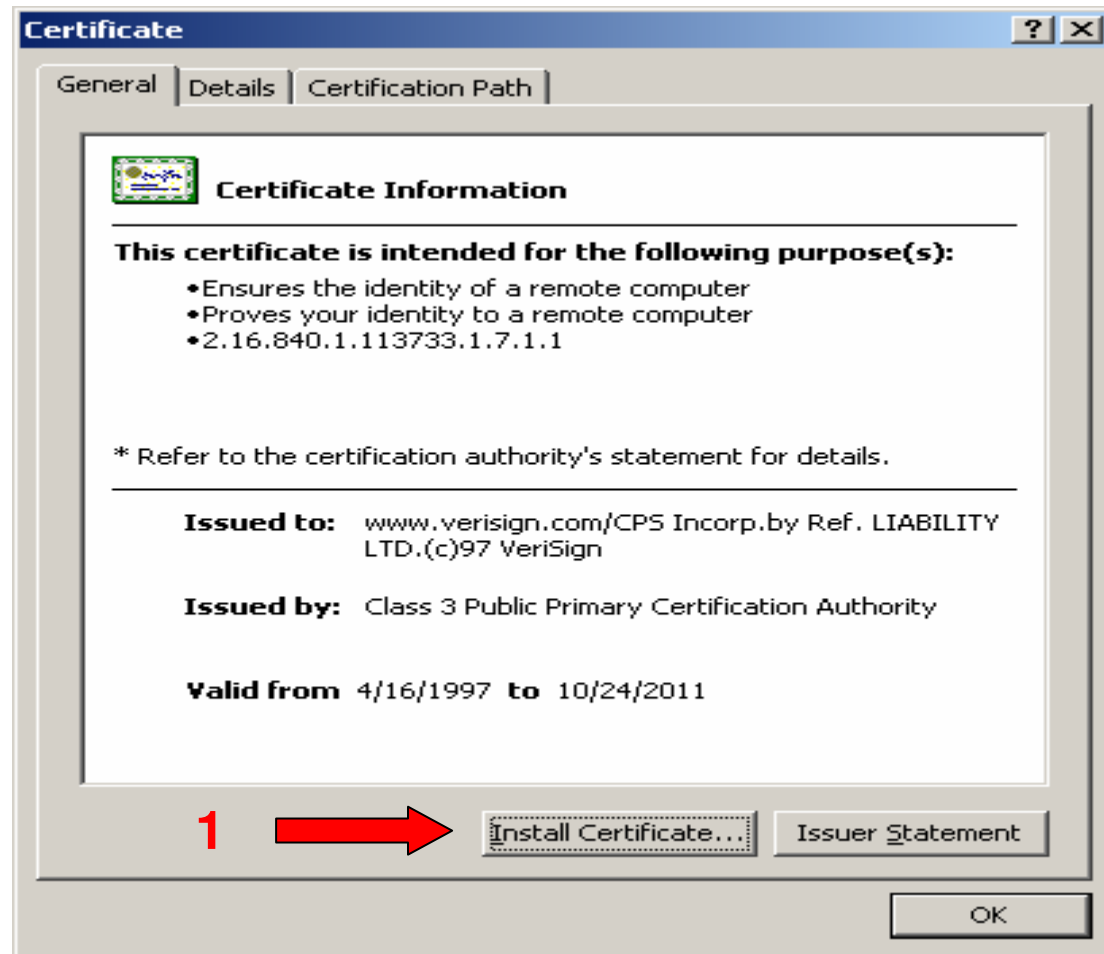 Certificate
General Details Certification Path
Certificate Information
This certificate is intended for the following purpose(s):
•Ensures the identity of a remote computer
•Proves your identity to a remote computer
•2.16.840.1.113733.1.7.1.1
* Refer to the certification authority's statement for details.
Issued to: www.verisign.com/CPS Incorp.by Ref. LIABILITY
LTD.(c)97 VeriSign
Issued by: Class 3 Public Primary Certification Authority
Valid from 4/16/1997 to 10/24/2011
1 Install Certificate... Issuer Statement
OK